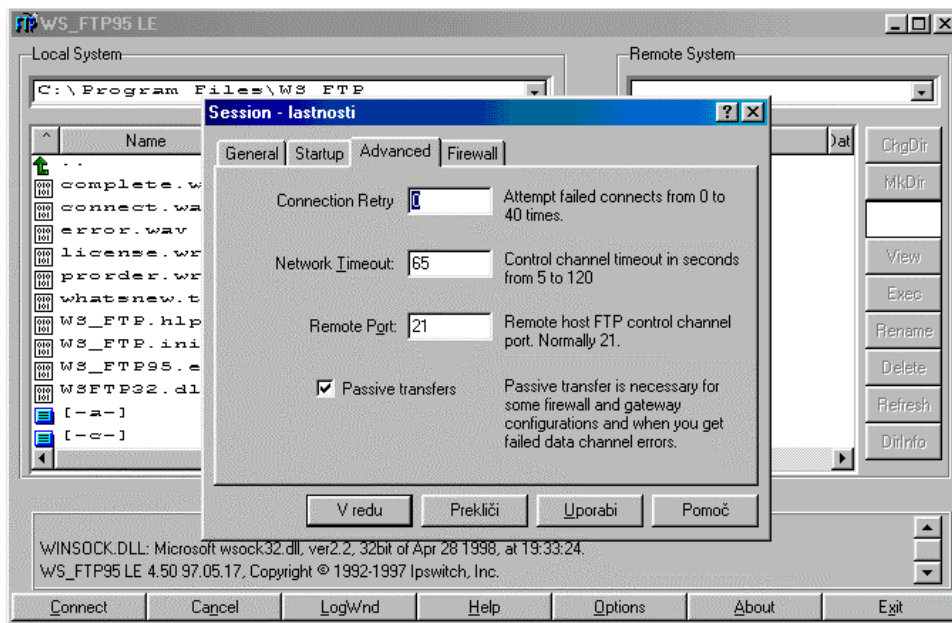 WS_FTP95 LE
Local System
Remote System
C:\Program Files\WS_FTP
Session - lastnosti
^ Name
General Startup Advanced Firewall
Dat
ChgDir
MkDir
View
Exec
Rename
Delete
Refresh
DirInfo
..
complete.w
connect.wa
error.wav
license.wr
prorder.wr
whatsnew.t
WS_FTP.hlp
WS_FTP.ini
WS_FTP95.e
WSFTP32.dl
[-a-]
[-c-]
Connection Retry 0 Attempt failed connects from 0 to
40 times.
Network Timeout: 65 Control channel timeout in seconds
from 5 to 120
Remote Port: 21 Remote host FTP control channel
port. Normally 21.
Passive transfers Passive transfer is necessary for
some firewall and gateway
configurations and when you get
failed data channel errors.
V redu Prekliči Uporabi Pomoč
WINSOCK.DLL: Microsoft wsock32.dll, ver2.2, 32bit of Apr 28 1998, at 19:33:24.
WS_FTP95 LE 4.50 97.05.17, Copyright © 1992-1997 Ipswitch, Inc.
Connect Cancel LogWnd Help Options About Exit